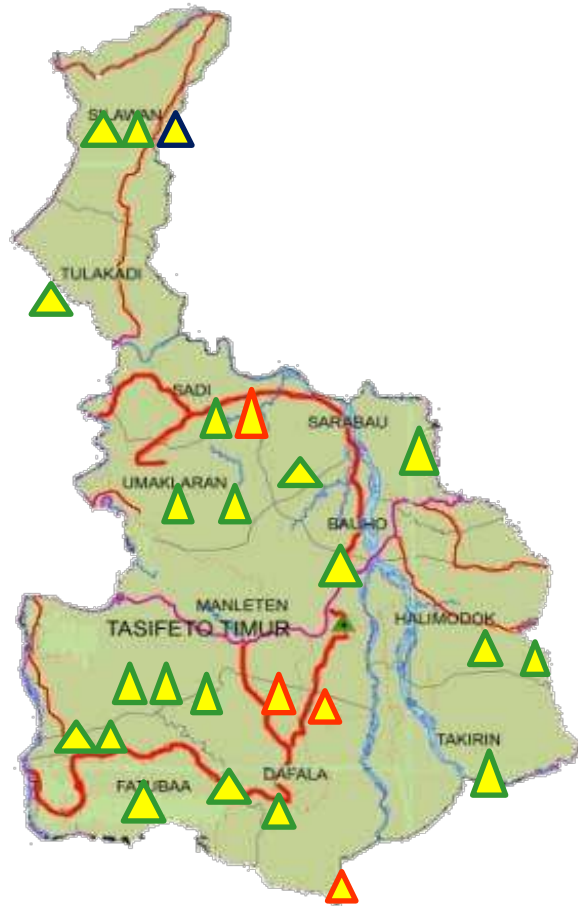 SILAWAN
TULAKADI
SADI
SARABAU
UMAKLARAN
BAUHO
MANLETEN
HALIMODOK
TASIFETO TIMUR
TAKIRIN
DAFALA
FATUBAA